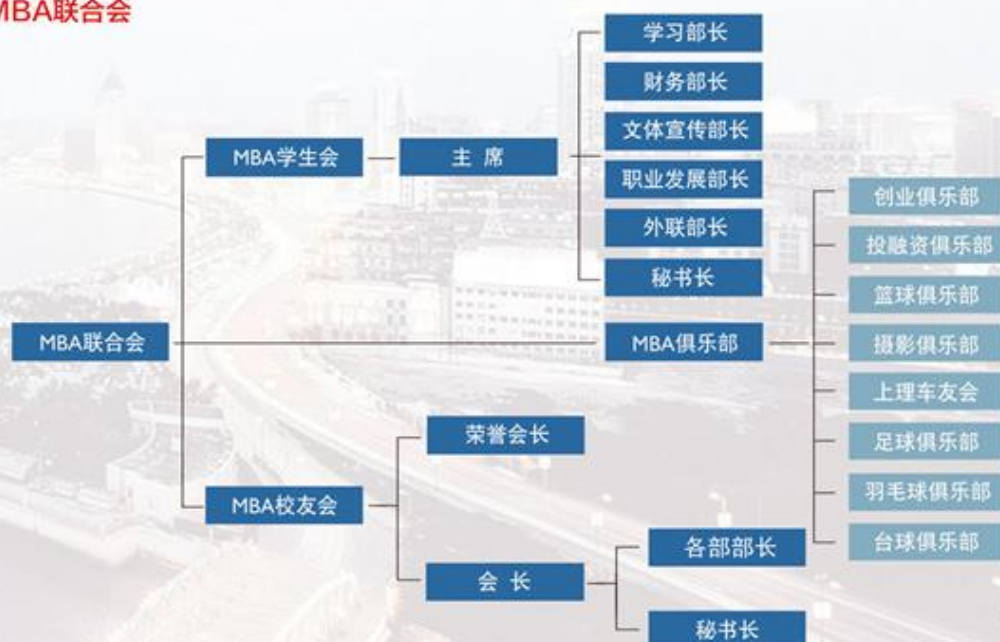 MBA联合会
学习部长
财务部长
文体宣传部长
MBA学生会
主 席
职业发展部长
创业俱乐部
外联部长
投融资俱乐部
秘书长
篮球俱乐部
MBA联合会
MBA俱乐部
摄影俱乐部
上理车友会
荣誉会长
足球俱乐部
MBA校友会
羽毛球俱乐部
各部部长
台球俱乐部
会 长
秘书长